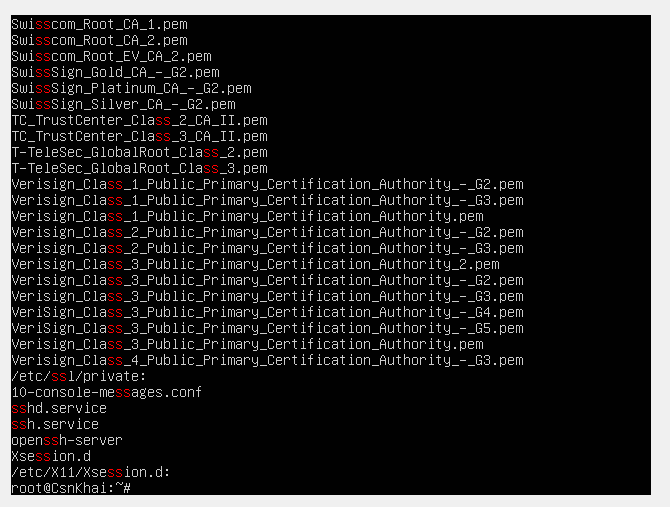 Swisscom_Root_CA_1.pem
Swisscom_Root_CA_2.pem
Swisscom_Root_EV_CA_2.pem
SwissSign_Gold_CA_-_G2.pem
SwissSign_Platinum_CA_-_G2.pem
SwissSign_Silver_CA_-_G2.pem
TC_TrustCenter_Class_2_CA_II.pem
TC_TrustCenter_Class_3_CA_II.pem
T-TeleSec_GlobalRoot_Class_2.pem
T-TeleSec_GlobalRoot_Class_3.pem
Verisign_Class_1_Public_Primary_Certification_Authority_-_G2.pem
Verisign_Class_1_Public_Primary_Certification_Authority_-_G3.pem
Verisign_Class_1_Public_Primary_Certification_Authority.pem
Verisign_Class_2_Public_Primary_Certification_Authority_-_G2.pem
Verisign_Class_2_Public_Primary_Certification_Authority_-_G3.pem
Verisign_Class_3_Public_Primary_Certification_Authority_2.pem
Verisign_Class_3_Public_Primary_Certification_Authority_-_G2.pem
Verisign_Class_3_Public_Primary_Certification_Authority_-_G3.pem
VeriSign_Class_3_Public_Primary_Certification_Authority_-_G4.pem
VeriSign_Class_3_Public_Primary_Certification_Authority_-_G5.pem
Verisign_Class_3_Public_Primary_Certification_Authority.pem
Verisign_Class_4_Public_Primary_Certification_Authority_-_G3.pem
/etc/ssl/private:
10-console-messages.conf
sshd.service
ssh.service
openssh-server
Xsession.d
/etc/X11/Xsession.d:
root@CsnKhai:~#